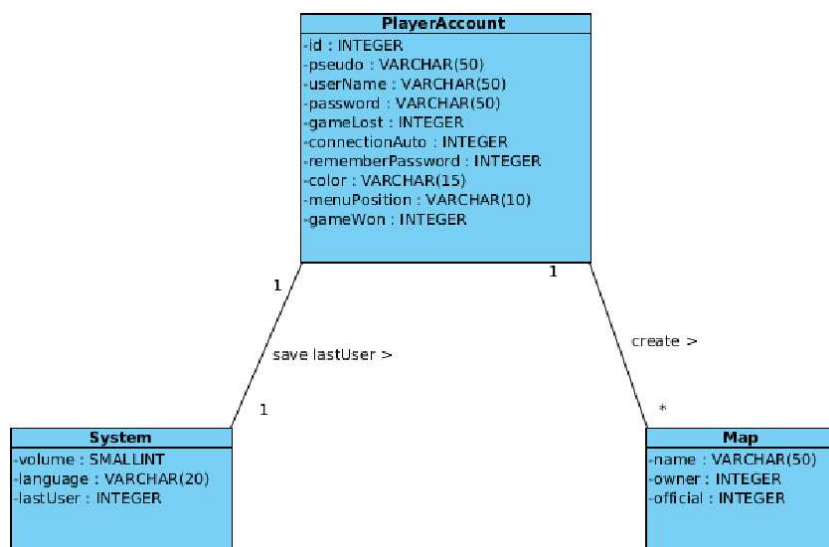 PlayerAccount
-id : INTEGER
-pseudo : VARCHAR(50)
-userName : VARCHAR(50)
-password : VARCHAR(50)
-gameLost : INTEGER
-connectionAuto : INTEGER
-rememberPassword : INTEGER
-color : VARCHAR(15)
-menuPosition : VARCHAR(10)
-gameWon : INTEGER
1
1
save lastUser >
create >
1
*
System
-volume : SMALLINT
-language : VARCHAR(20)
-lastUser : INTEGER
Map
-name : VARCHAR(50)
-owner : INTEGER
-official : INTEGER